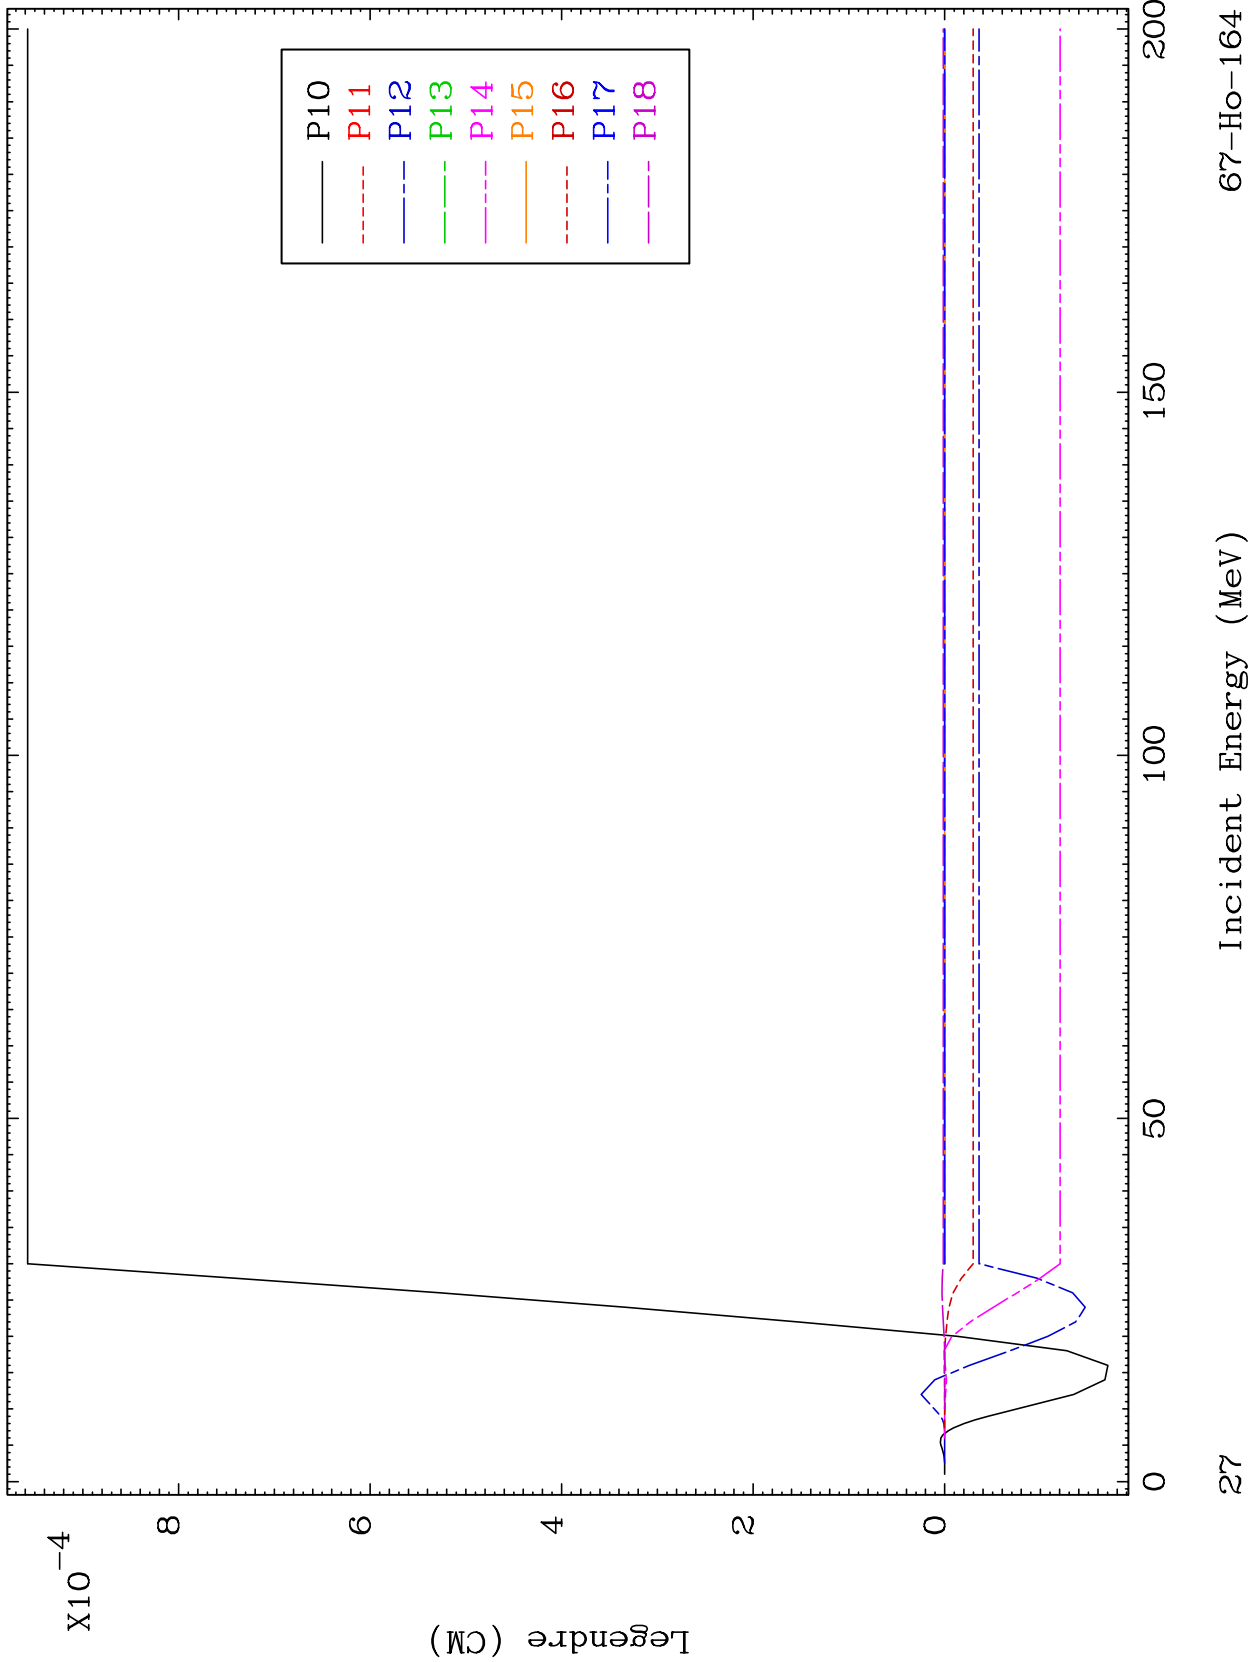 X10⁻⁴
8
6
4
2
0
Legendre (CM)
P10
P11
P12
P13
P14
P15
P16
P17
P18
0
50
100
150
200
27
Incident Energy (MeV)
67-Ho-164